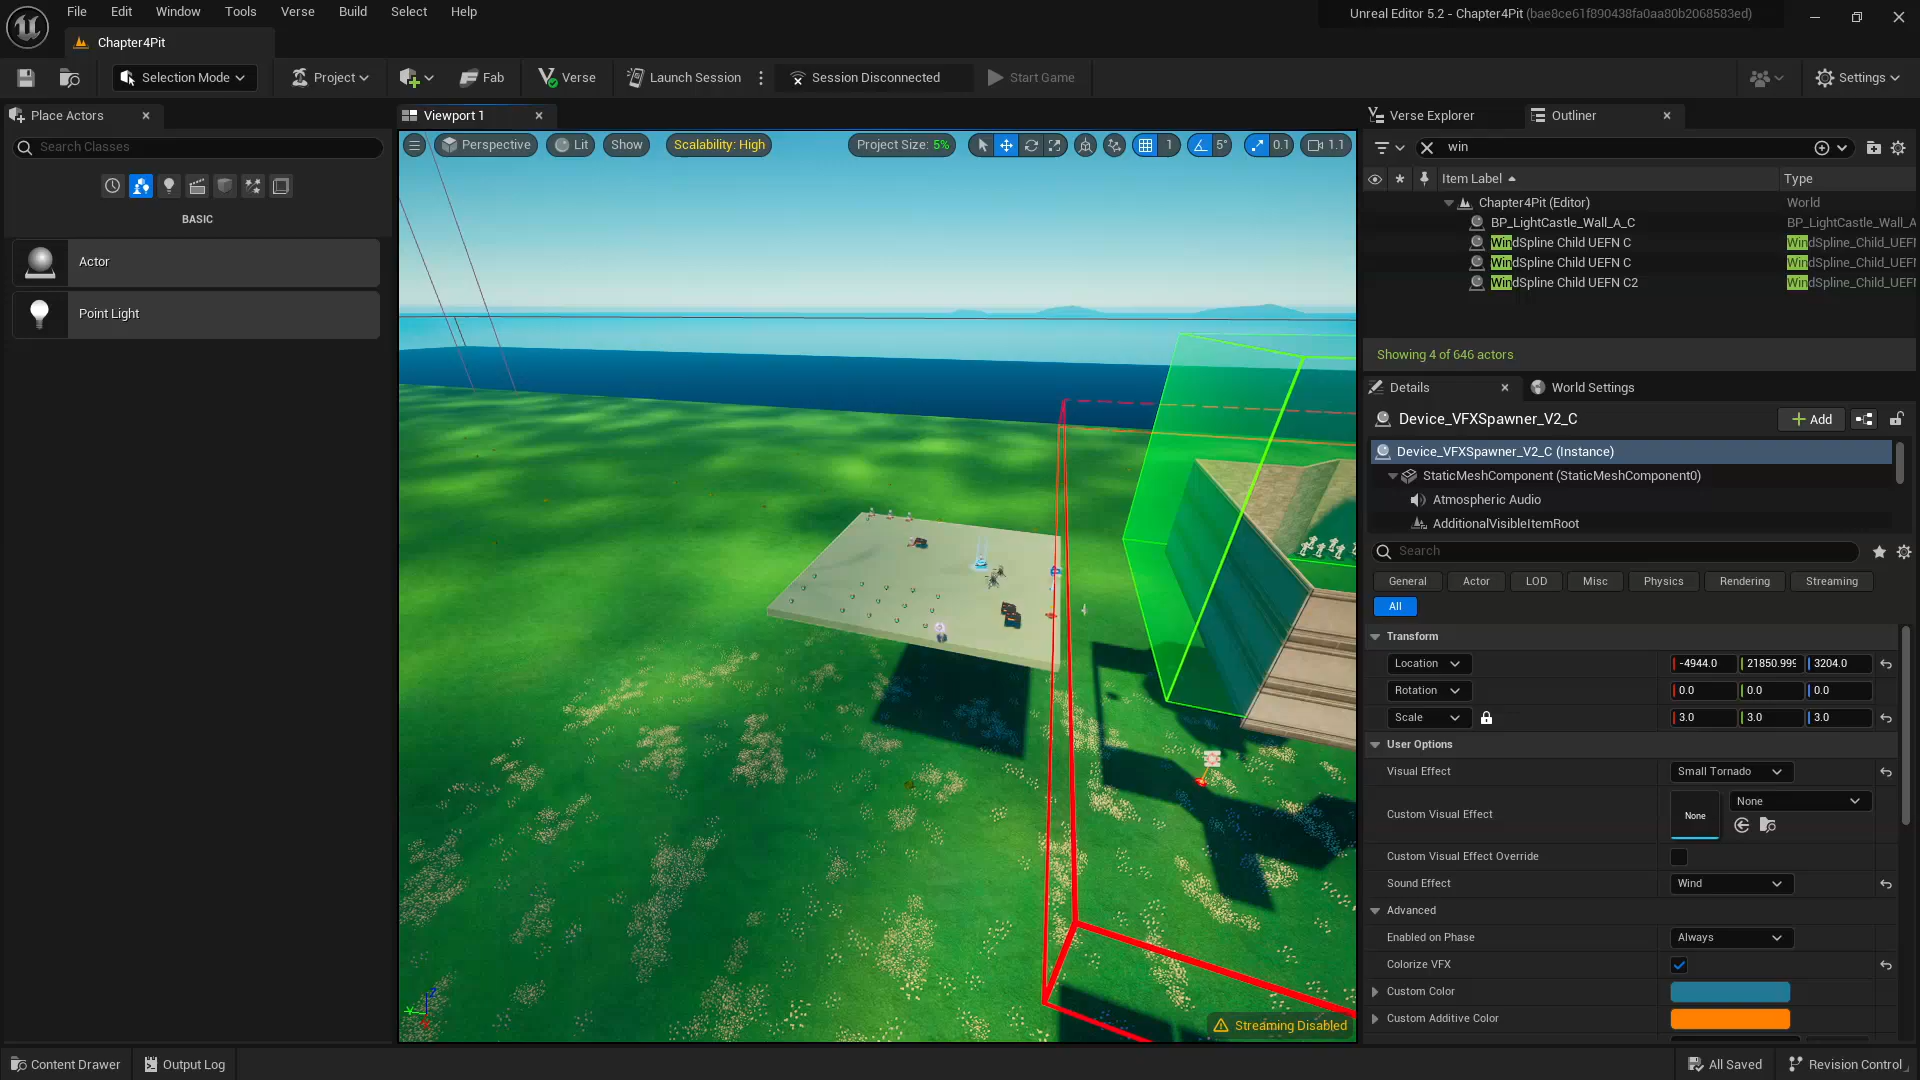 File Edit Window Tools Verse Build Select Help
Unreal Editor 5.2 - Chapter4Pit (bae8ce61f890438fa0aa80b2068583ed)
Chapter4Pit
Selection Mode Project Fab Verse Launch Session Session Disconnected Start Game Settings
Place Actors
Search Classes
BASIC
Actor
Point Light
Viewport 1
Perspective Lit Show Scalability: High Project Size: 5% 1 5° 0.1 1.1
Streaming Disabled
Verse Explorer Outliner
win
Item Label Type
Chapter4Pit (Editor) World
BP_LightCastle_Wall_A_C BP_LightCastle_Wall_A
WindSpline Child UEFN C WindSpline_Child_UEFN
WindSpline Child UEFN C WindSpline_Child_UEFN
WindSpline Child UEFN C2 WindSpline_Child_UEFN
Showing 4 of 646 actors
Details World Settings
Device_VFXSpawner_V2_C Add
Device_VFXSpawner_V2_C (Instance)
StaticMeshComponent (StaticMeshComponent0)
Atmospheric Audio
AdditionalVisibleItemRoot
Search
General Actor LOD Misc Physics Rendering Streaming
All
Transform
Location -4944.0 21850.999 3204.0
Rotation 0.0 0.0 0.0
Scale 3.0 3.0 3.0
User Options
Visual Effect Small Tornado
Custom Visual Effect None None
Custom Visual Effect Override
Sound Effect Wind
Advanced
Enabled on Phase Always
Colorize VFX
Custom Color
Custom Additive Color
Content Drawer Output Log All Saved Revision Control